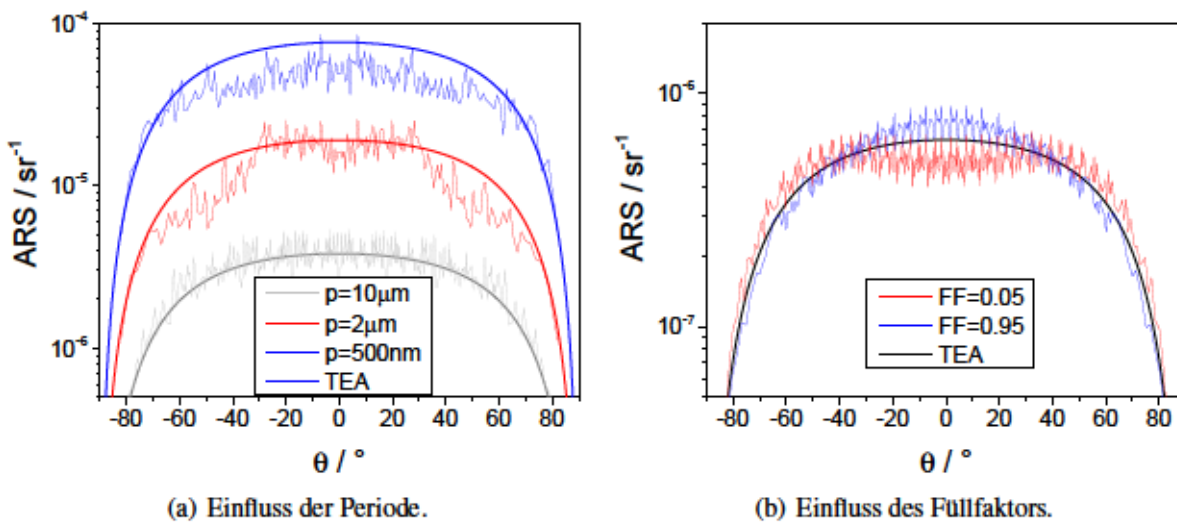 10⁻⁴
10⁻⁵
10⁻⁶
ARS / sr⁻¹
p=10μm
p=2μm
p=500nm
TEA
-80 -60 -40 -20 0 20 40 60 80
θ / °
(a) Einfluss der Periode.
10⁻⁶
10⁻⁷
ARS / sr⁻¹
FF=0.05
FF=0.95
TEA
-80 -60 -40 -20 0 20 40 60 80
θ / °
(b) Einfluss des Füllfaktors.